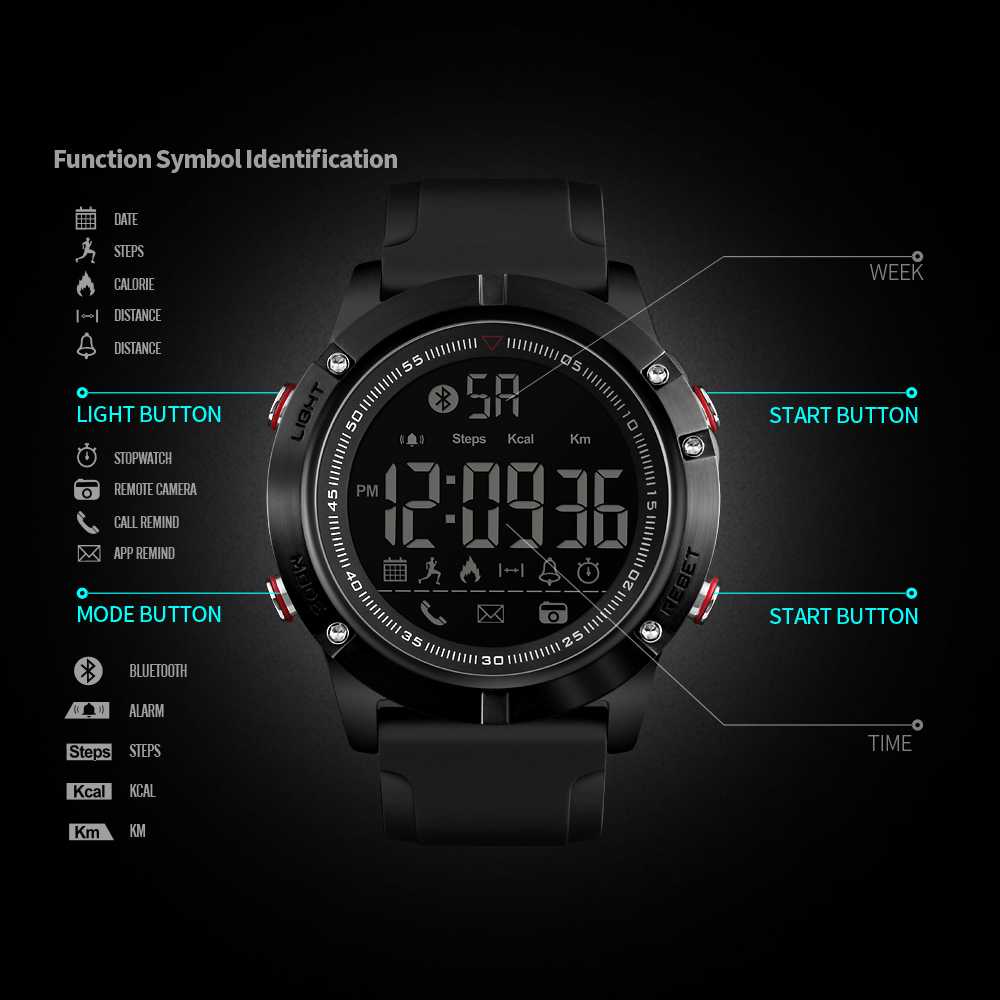 Function Symbol Identification
DATE
STEPS
CALORIE
DISTANCE
DISTANCE
LIGHT BUTTON
STOPWATCH
REMOTE CAMERA
CALL REMIND
APP REMIND
MODE BUTTON
BLUETOOTH
ALARM
Steps STEPS
Kcal KCAL
Km KM
LIGHT
55
05
50
10
45
15
40
20
35
25
30
SA
Steps Kcal Km
PM 12:09 36
RESET
WEEK
START BUTTON
START BUTTON
TIME